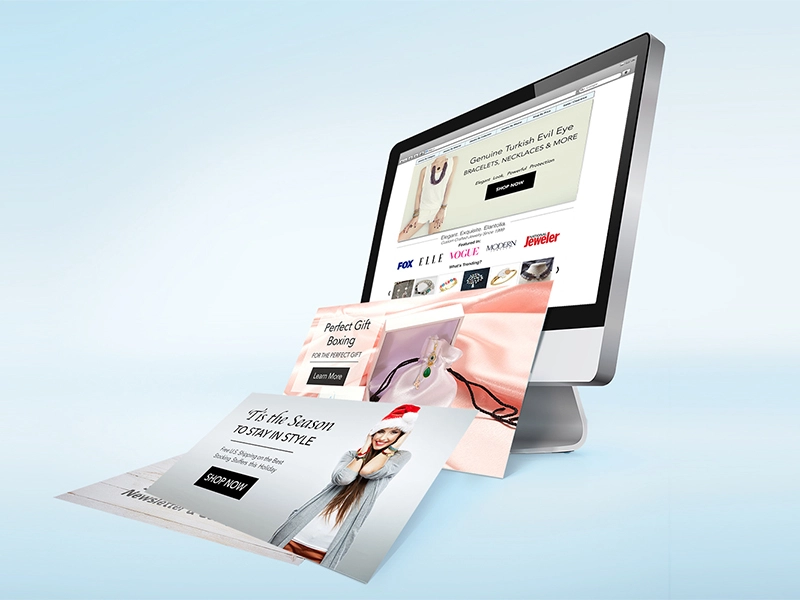 Genuine Turkish Evil Eye
BRACELETS, NECKLACES & MORE
Elegant Look, Powerful Protection
SHOP NOW
Elegant. Exquisite. Elantolia.
Custom Crafted Jewelry Since 1998
Featured In:
FOX ELLE VOGUE MODERN NATIONAL Jeweler
What's Trending?
Perfect Gift
Boxing
FOR THE PERFECT GIFT
Learn More
'Tis the Season
TO STAY IN STYLE
Free U.S. Shipping on the Best
Stocking Stuffers this Holiday
SHOP NOW
Newsletter &